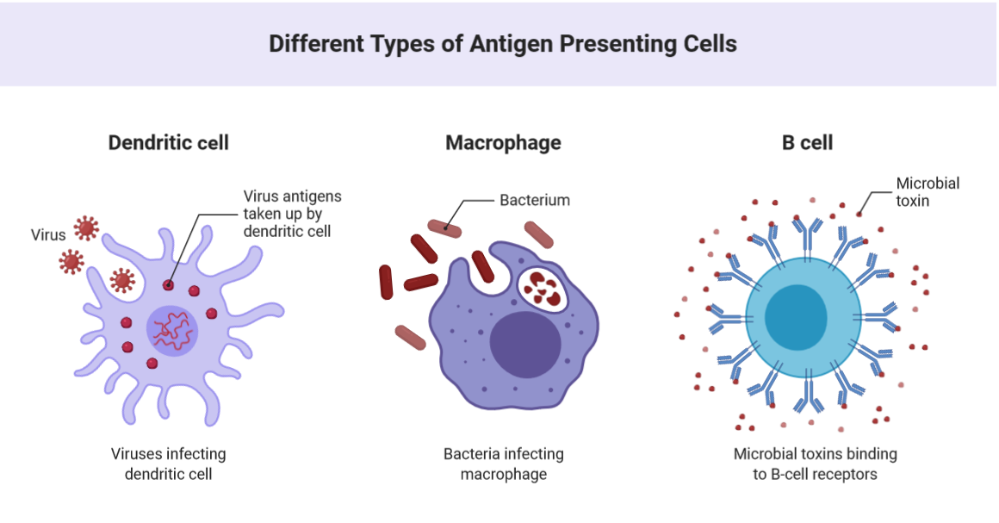 Different Types of Antigen Presenting Cells
Dendritic cell
Virus
Virus antigens
taken up by
dendritic cell
Viruses infecting
dendritic cell
Macrophage
Bacterium
Bacteria infecting
macrophage
B cell
Microbial
toxin
Microbial toxins binding
to B-cell receptors